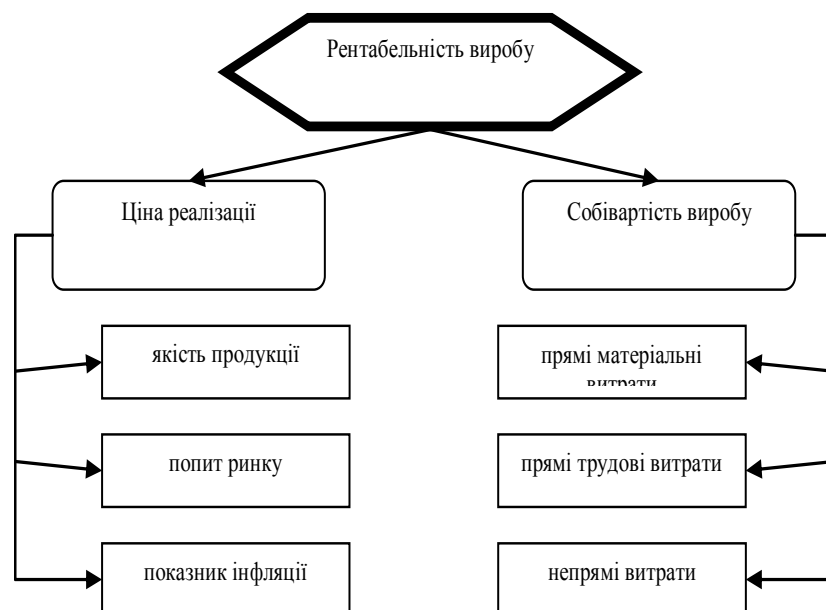 Рентабельність виробу
Ціна реалізації
Собівартість виробу
якість продукції
прямі матеріальні
витрати
попит ринку
прямі трудові витрати
показник інфляції
непрямі витрати